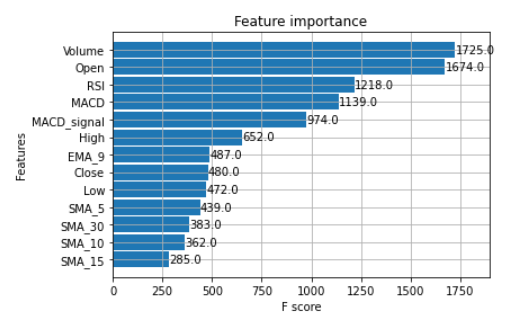 Feature importance
Features
Volume 1725.0
Open 1674.0
RSI 1218.0
MACD 1139.0
MACD_signal 974.0
High 652.0
EMA_9 487.0
Close 480.0
Low 472.0
SMA_5 439.0
SMA_30 383.0
SMA_10 362.0
SMA_15 285.0
0 250 500 750 1000 1250 1500 1750
F score